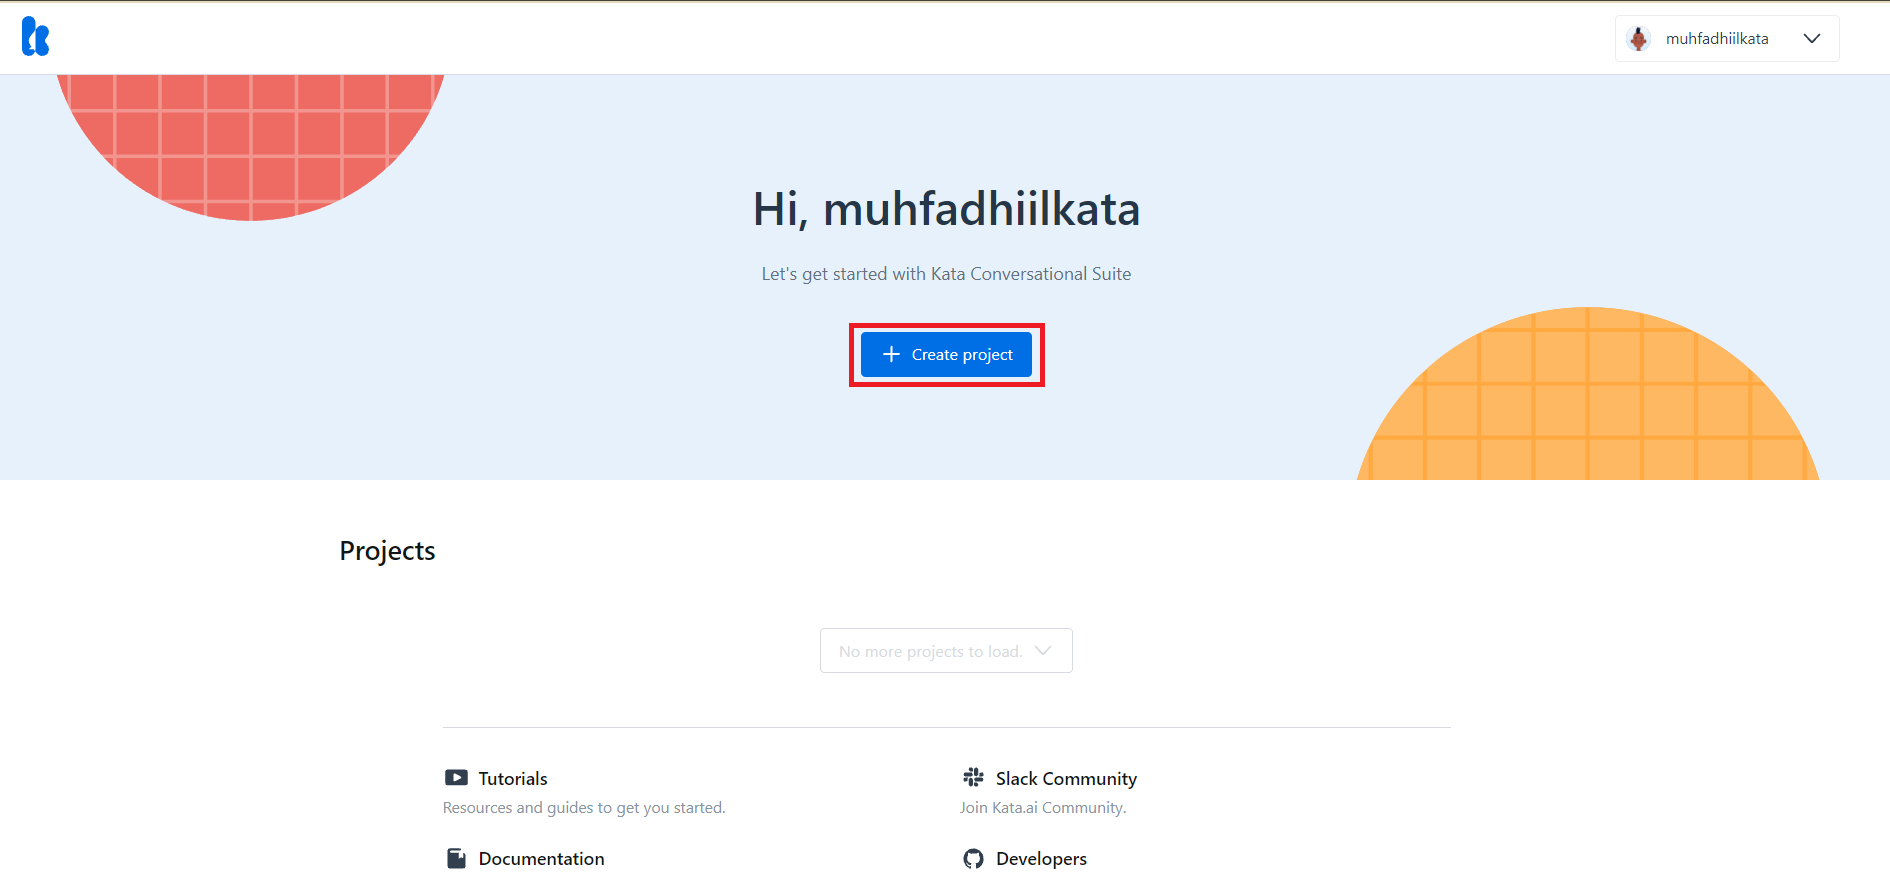 muhfadhiilkata
Hi, muhfadhiilkata
Let's get started with Kata Conversational Suite
Create project
Projects
No more projects to load.
Tutorials
Resources and guides to get you started.
Slack Community
Join Kata.ai Community.
Documentation
Developers